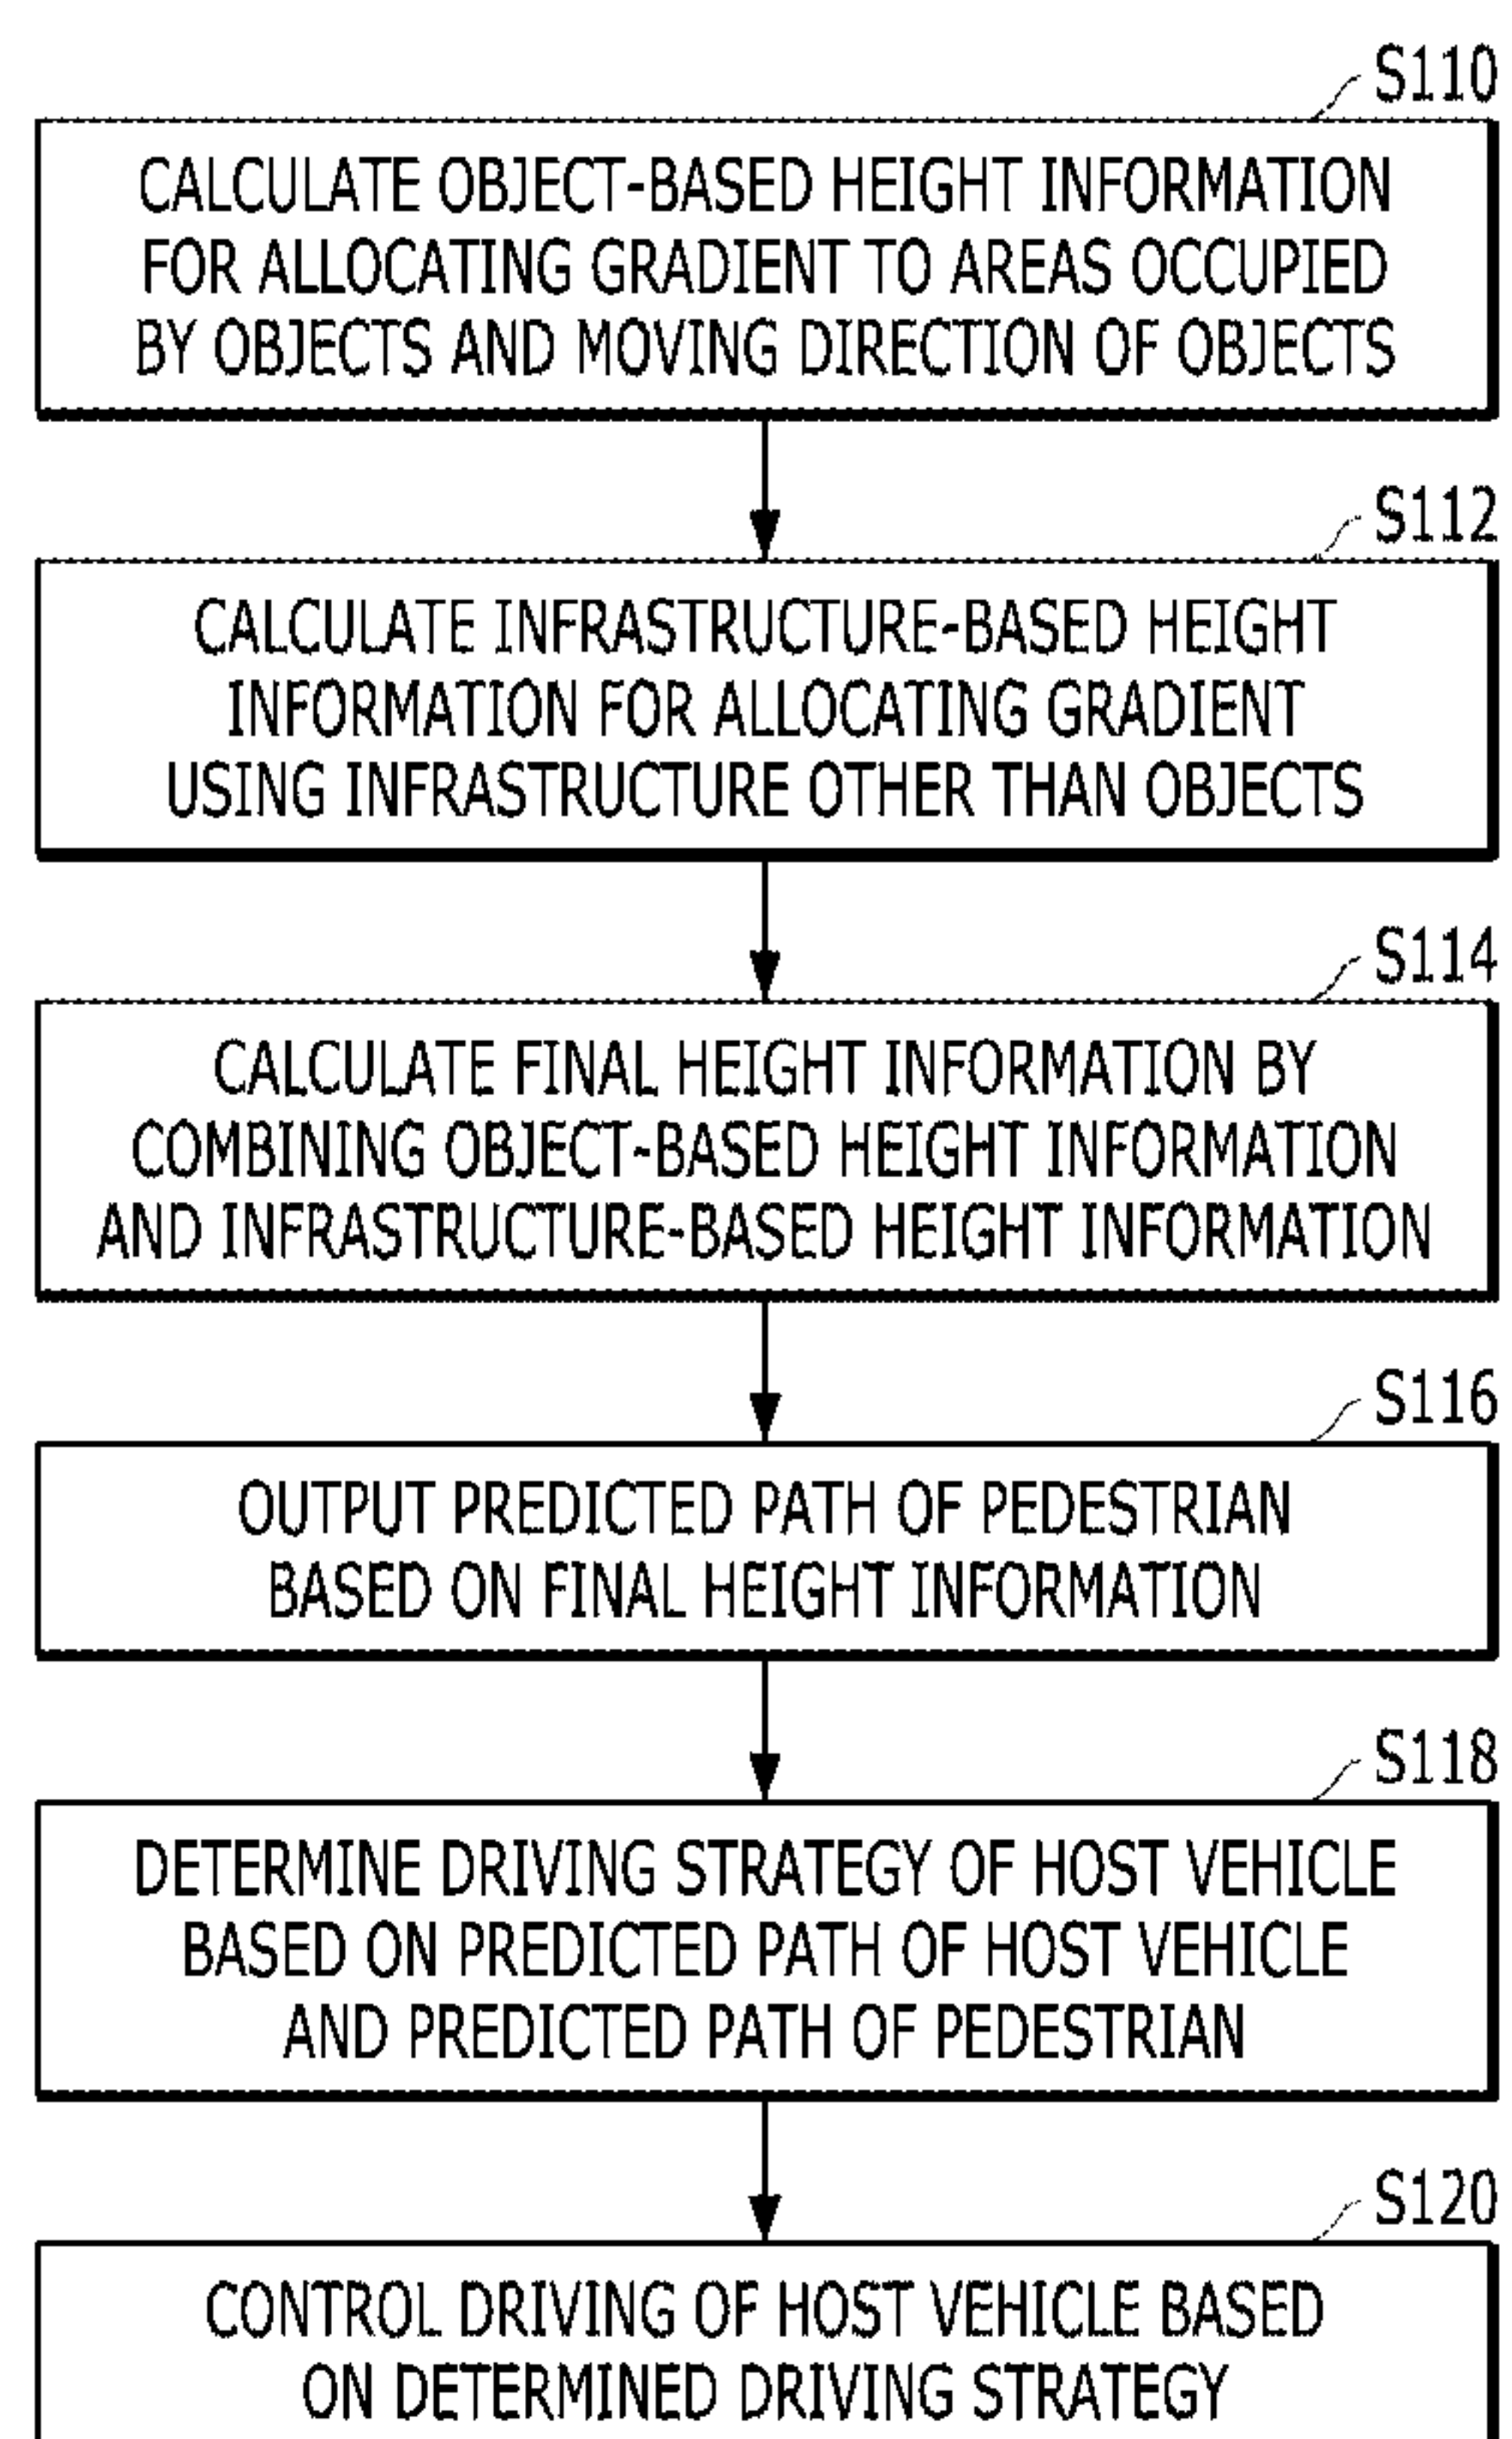 S110
CALCULATE OBJECT-BASED HEIGHT INFORMATION
FOR ALLOCATING GRADIENT TO AREAS OCCUPIED
BY OBJECTS AND MOVING DIRECTION OF OBJECTS
S112
CALCULATE INFRASTRUCTURE-BASED HEIGHT
INFORMATION FOR ALLOCATING GRADIENT
USING INFRASTRUCTURE OTHER THAN OBJECTS
S114
CALCULATE FINAL HEIGHT INFORMATION BY
COMBINING OBJECT-BASED HEIGHT INFORMATION
AND INFRASTRUCTURE-BASED HEIGHT INFORMATION
S116
OUTPUT PREDICTED PATH OF PEDESTRIAN
BASED ON FINAL HEIGHT INFORMATION
S118
DETERMINE DRIVING STRATEGY OF HOST VEHICLE
BASED ON PREDICTED PATH OF HOST VEHICLE
AND PREDICTED PATH OF PEDESTRIAN
S120
CONTROL DRIVING OF HOST VEHICLE BASED
ON DETERMINED DRIVING STRATEGY